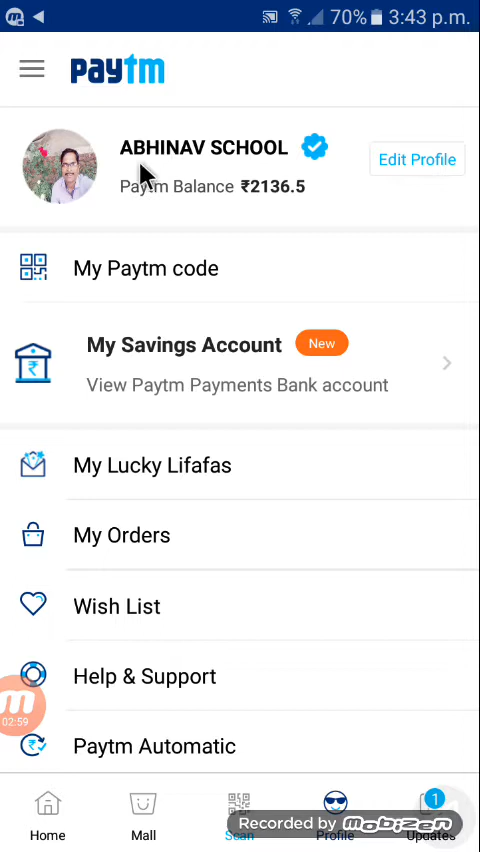 70% 3:43 p.m.
paytm
ABHINAV SCHOOL
Edit Profile
Paytm Balance ₹2136.5
My Paytm code
My Savings Account New
View Paytm Payments Bank account
My Lucky Lifafas
My Orders
Wish List
Help & Support
02:59
Paytm Automatic
1
Recorded by mobizen
Home Mall Scan Profile Updates